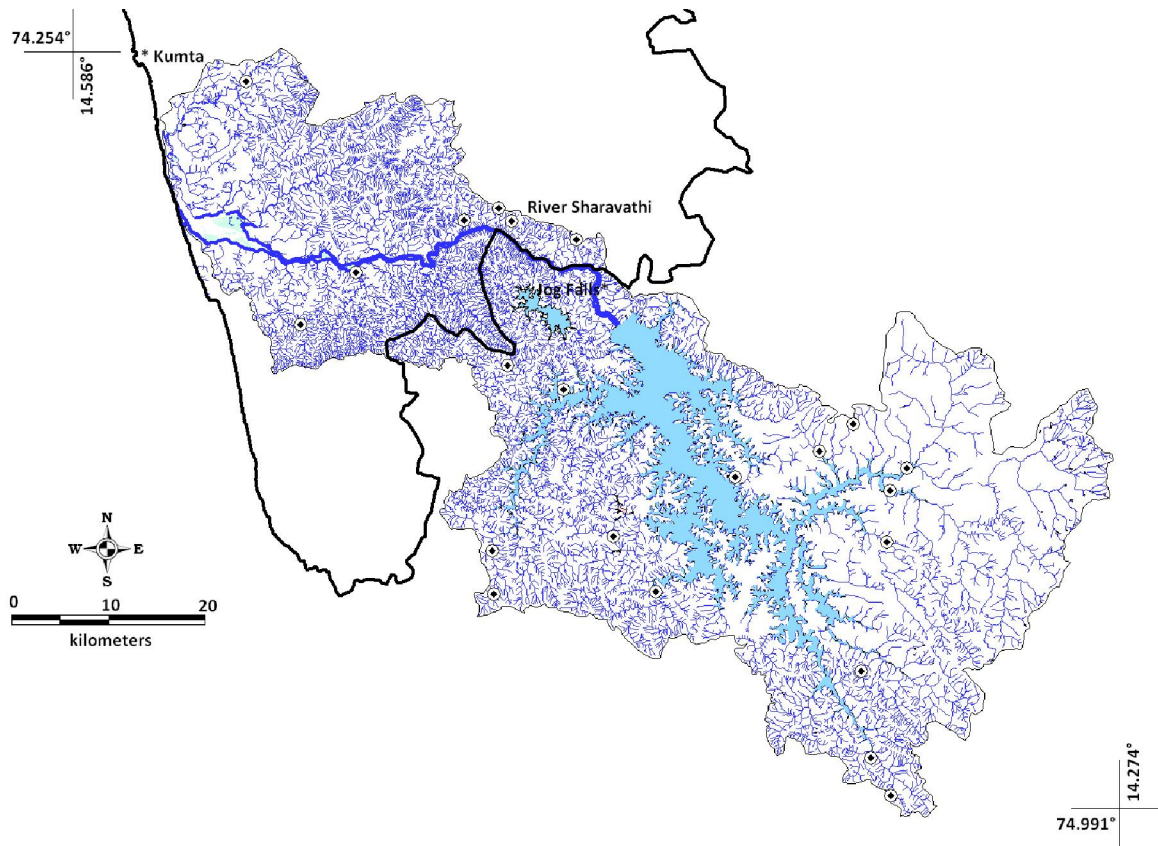 74.254°
14.586°
* Kumta
River Sharavathi
Jog Falls*
N
W E
S
0 10 20
kilometers
14.274°
74.991°